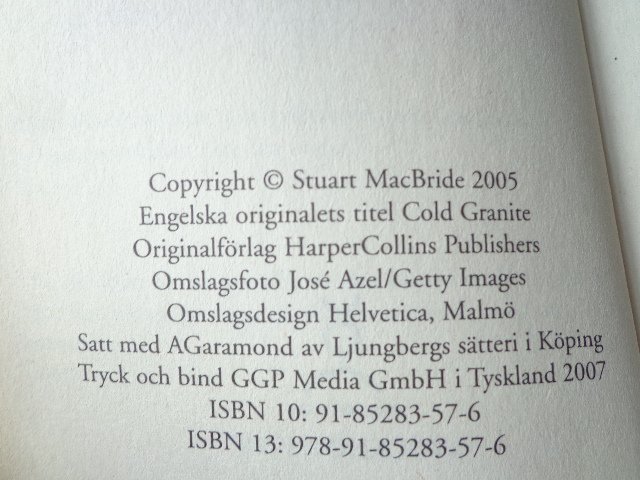 Copyright © Stuart MacBride 2005
Engelska originalets titel Cold Granite
Originalförlag HarperCollins Publishers
Omslagsfoto José Azel/Getty Images
Omslagsdesign Helvetica, Malmö
Satt med AGaramond av Ljungbergs sätteri i Köping
Tryck och bind GGP Media GmbH i Tyskland 2007
ISBN 10: 91-85283-57-6
ISBN 13: 978-91-85283-57-6